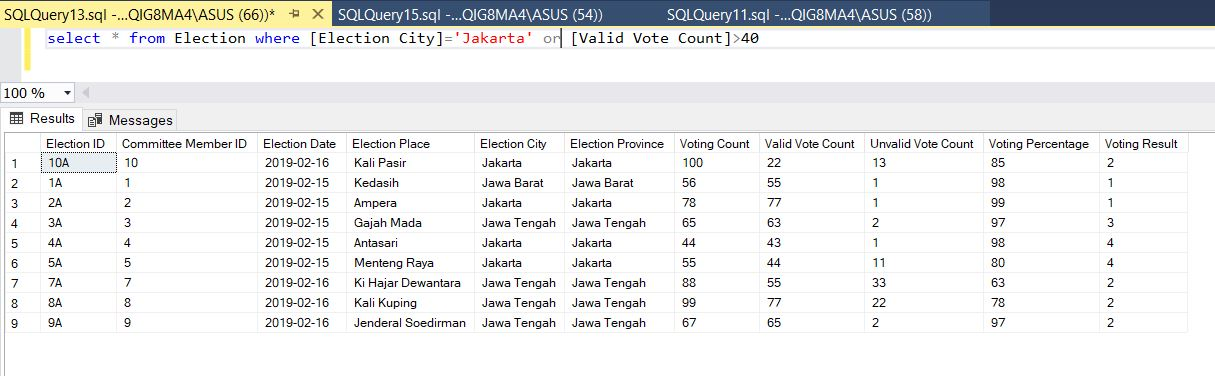 SQLQuery13.sql -...QIG8MA4\ASUS (66))* SQLQuery15.sql -...QIG8MA4\ASUS (54)) SQLQuery11.sql -...QIG8MA4\ASUS (58))
select * from Election where [Election City]='Jakarta' or [Valid Vote Count]>40
100 %
Results Messages
Election ID Committee Member ID Election Date Election Place Election City Election Province Voting Count Valid Vote Count Unvalid Vote Count Voting Percentage Voting Result
1 10A 10 2019-02-16 Kali Pasir Jakarta Jakarta 100 22 13 85 2
2 1A 1 2019-02-15 Kedasih Jawa Barat Jawa Barat 56 55 1 98 1
3 2A 2 2019-02-15 Ampera Jakarta Jakarta 78 77 1 99 1
4 3A 3 2019-02-15 Gajah Mada Jawa Tengah Jawa Tengah 65 63 2 97 3
5 4A 4 2019-02-15 Antasari Jakarta Jakarta 44 43 1 98 4
6 5A 5 2019-02-15 Menteng Raya Jakarta Jakarta 55 44 11 80 4
7 7A 7 2019-02-16 Ki Hajar Dewantara Jawa Tengah Jawa Tengah 88 55 33 63 2
8 8A 8 2019-02-16 Kali Kuping Jawa Tengah Jawa Tengah 99 77 22 78 2
9 9A 9 2019-02-16 Jenderal Soedirman Jawa Tengah Jawa Tengah 67 65 2 97 2